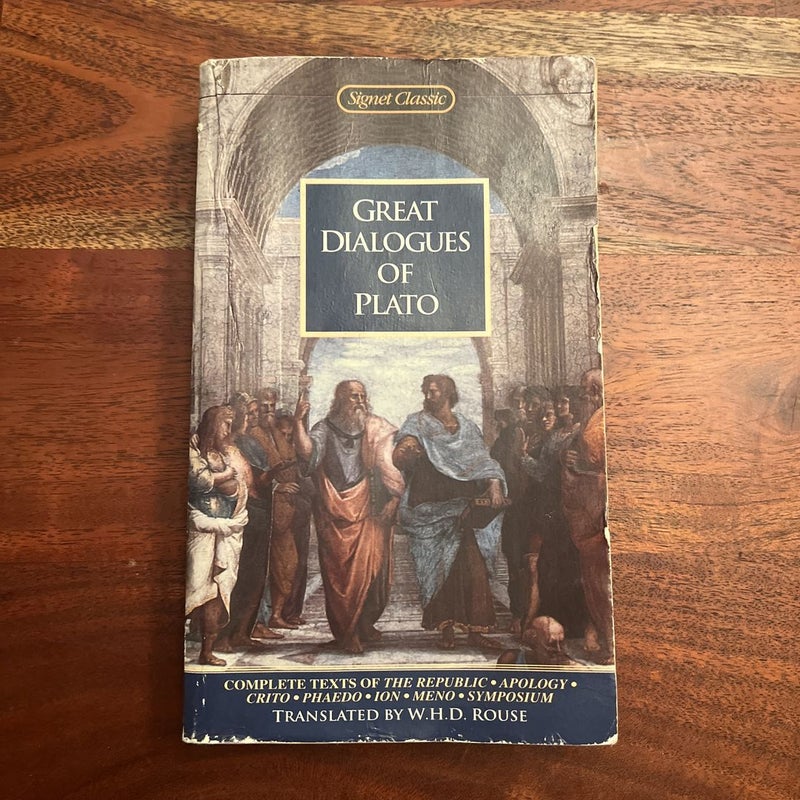 Signet Classic
GREAT
DIALOGUES
OF
PLATO
COMPLETE TEXTS OF THE REPUBLIC • APOLOGY •
CRITO • PHAEDO • ION • MENO • SYMPOSIUM
TRANSLATED BY W.H.D. ROUSE